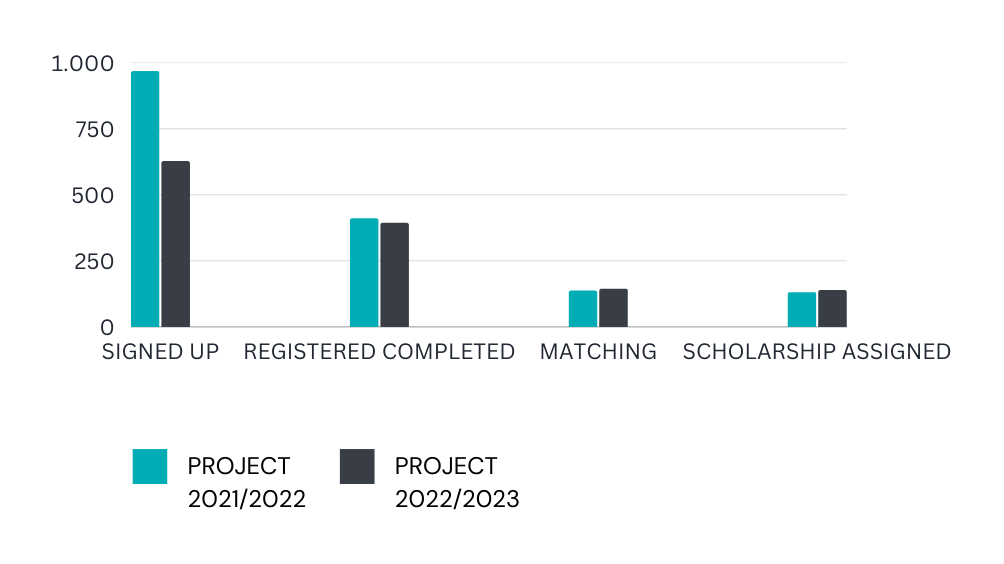 1.000
750
500
250
0
SIGNED UP REGISTERED COMPLETED MATCHING SCHOLARSHIP ASSIGNED
PROJECT
2021/2022
PROJECT
2022/2023